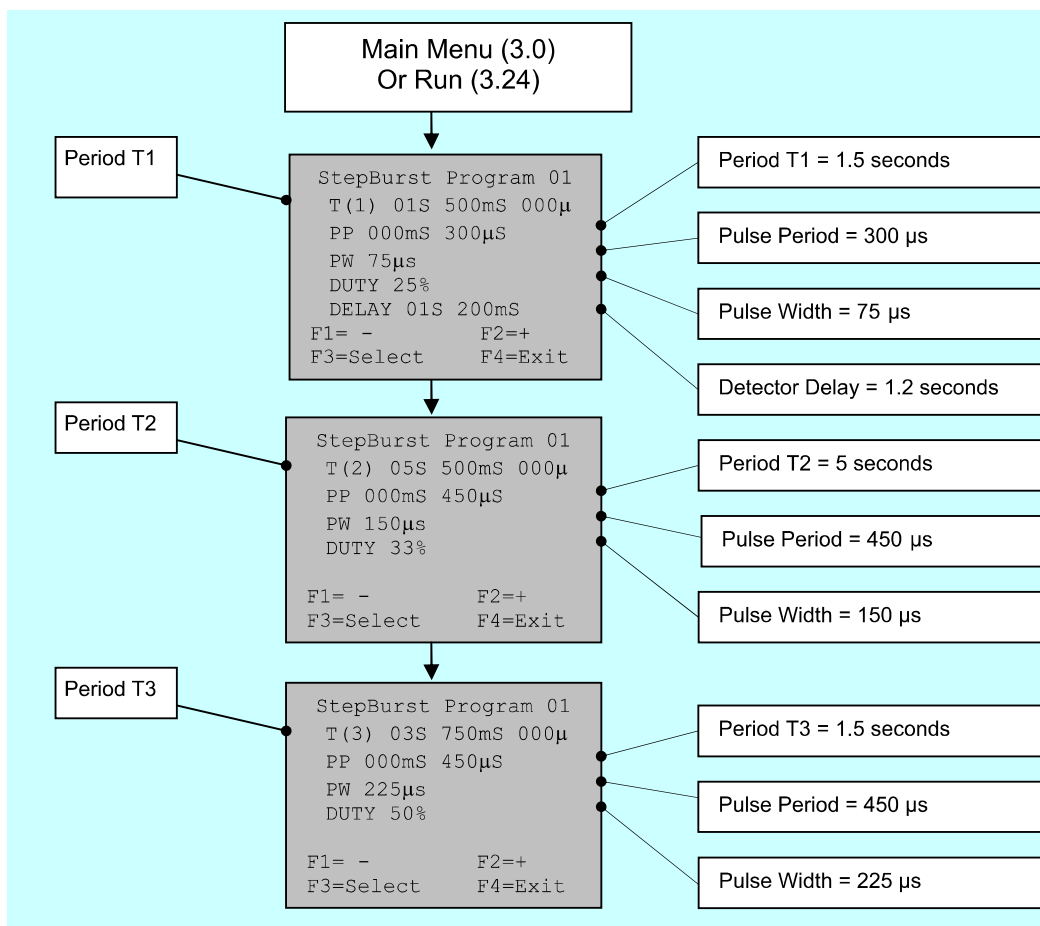 Main Menu (3.0)
Or Run (3.24)
Period T1
StepBurst Program 01
T(1) 01S 500mS 000μ
PP 000mS 300μS
PW 75μs
DUTY 25%
DELAY 01S 200mS
F1= - F2=+
F3=Select F4=Exit
Period T1 = 1.5 seconds
Pulse Period = 300 µs
Pulse Width = 75 µs
Detector Delay = 1.2 seconds
Period T2
StepBurst Program 01
T(2) 05S 500mS 000μ
PP 000mS 450μS
PW 150μs
DUTY 33%
F1= - F2=+
F3=Select F4=Exit
Period T2 = 5 seconds
Pulse Period = 450 µs
Pulse Width = 150 µs
Period T3
StepBurst Program 01
T(3) 03S 750mS 000μ
PP 000mS 450μS
PW 225μs
DUTY 50%
F1= - F2=+
F3=Select F4=Exit
Period T3 = 1.5 seconds
Pulse Period = 450 µs
Pulse Width = 225 µs